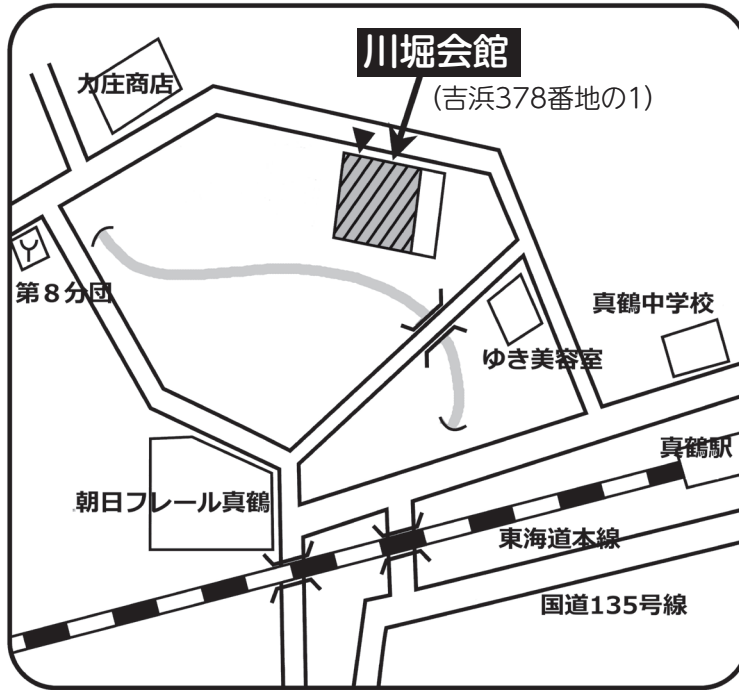 川堀会館
(吉浜378番地の1)
力庄商店
第8分団
真鶴中学校
ゆき美容室
真鶴駅
朝日フレール真鶴
東海道本線
国道135号線